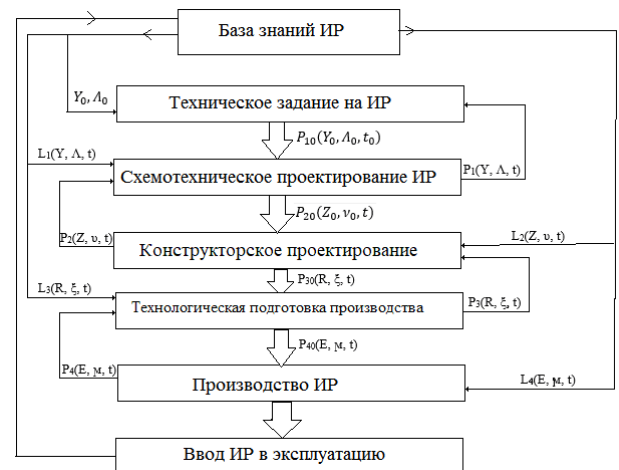 База знаний ИР
Y₀, Λ₀
Техническое задание на ИР
P₁₀(Y₀, Λ₀, t₀)
L₁(Y, Λ, t)
Схемотехническое проектирование ИР
P₁(Y, Λ, t)
P₂₀(Z₀, ν₀, t)
P₂(Z, υ, t)
Конструкторское проектирование
L₂(Z, υ, t)
P₃₀(R, ξ, t)
L₃(R, ξ, t)
Технологическая подготовка производства
P₃(R, ξ, t)
P₄₀(E, м, t)
P₄(E, м, t)
Производство ИР
L₄(E, м, t)
Ввод ИР в эксплуатацию